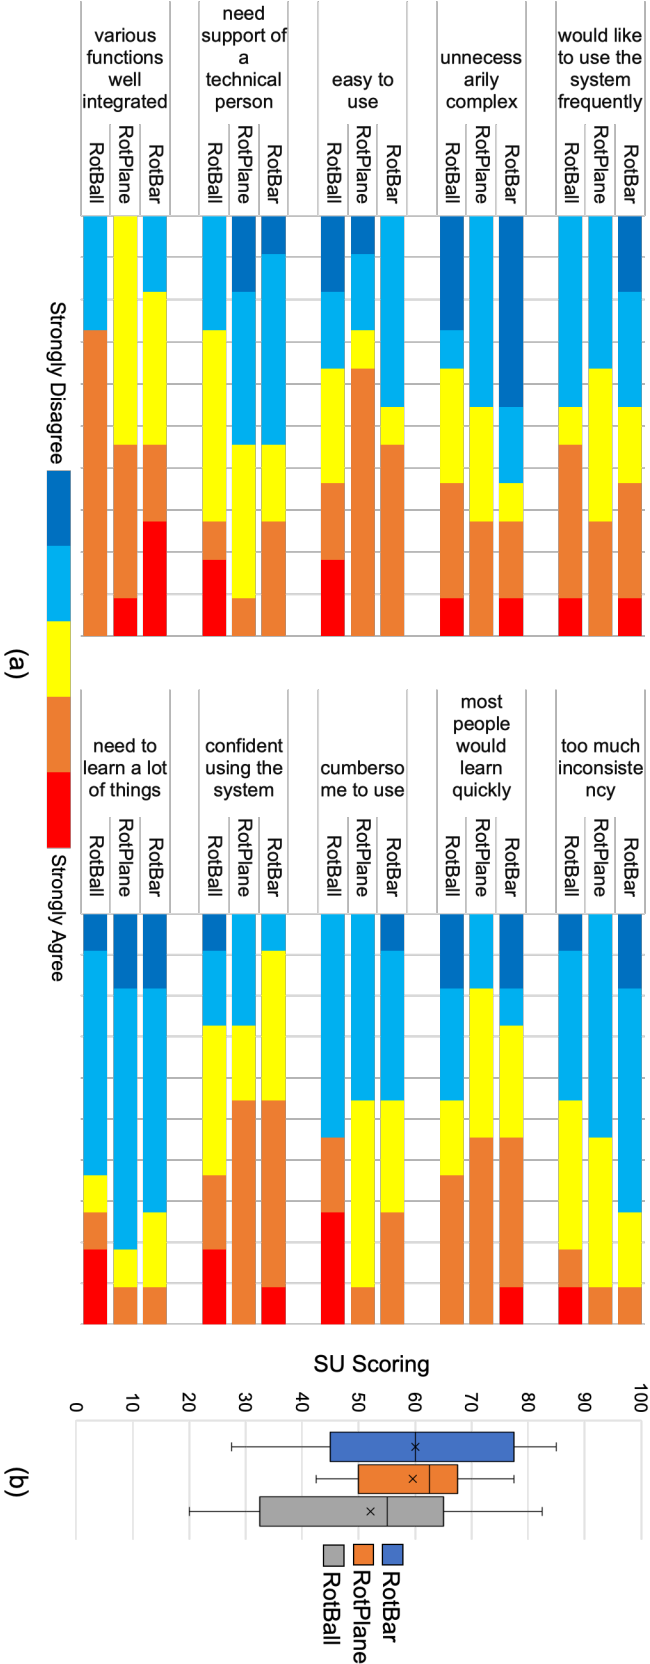 would like
to use the
system
frequently
RotBar
RotPlane
RotBall
unnecess
arily
complex
RotBar
RotPlane
RotBall
easy to
use
RotBar
RotPlane
RotBall
need
support of
a
technical
person
RotBar
RotPlane
RotBall
various
functions
well
integrated
RotBar
RotPlane
RotBall
too much
inconsiste
ncy
RotBar
RotPlane
RotBall
most
people
would
learn
quickly
RotBar
RotPlane
RotBall
cumberso
me to use
RotBar
RotPlane
RotBall
confident
using the
system
RotBar
RotPlane
RotBall
need to
learn a lot
of things
RotBar
RotPlane
RotBall
Strongly Disagree
Strongly Agree
(a)
SU Scoring
100
90
80
70
60
50
40
30
20
10
0
RotBar
RotPlane
RotBall
(b)